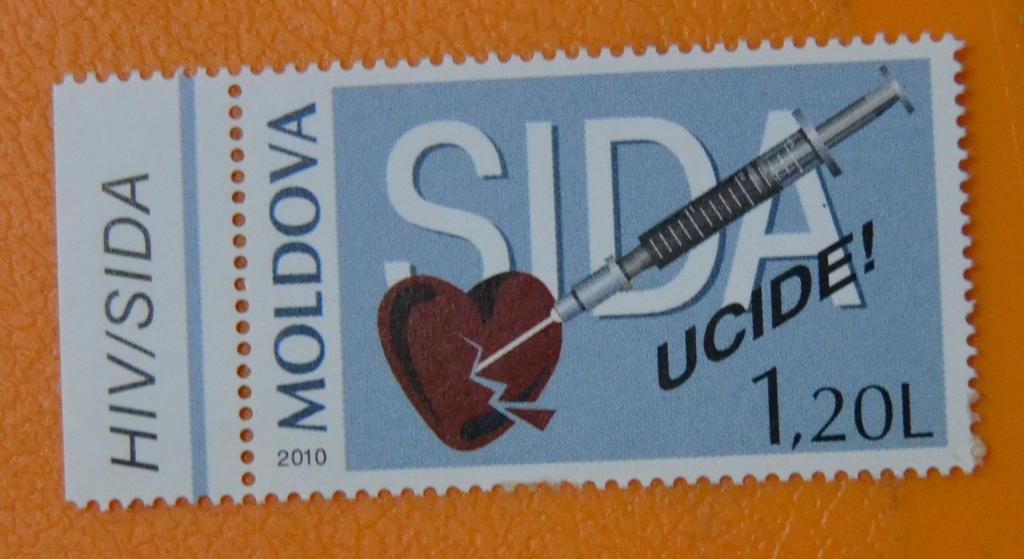 HIV/SIDA
MOLDOVA
2010
SIDA
UCIDE!
1,20L